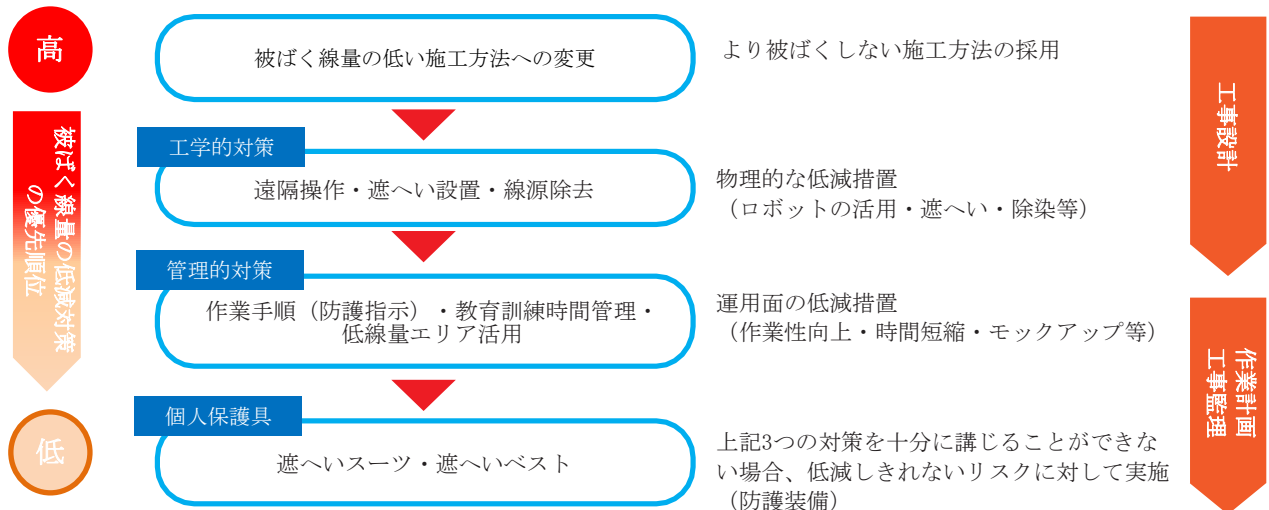 高
被ばく線量の低減対策
の優先順位
低
被ばく線量の低い施工方法への変更
より被ばくしない施工方法の採用
工学的対策
遠隔操作・遮へい設置・線源除去
物理的な低減措置
（ロボットの活用・遮へい・除染等）
管理的対策
作業手順（防護指示）・教育訓練時間管理・
低線量エリア活用
運用面の低減措置
（作業性向上・時間短縮・モックアップ等）
個人保護具
遮へいスーツ・遮へいベスト
上記3つの対策を十分に講じることができな
い場合、低減しきれないリスクに対して実施
（防護装備）
工事設計
作業計画
工事監理